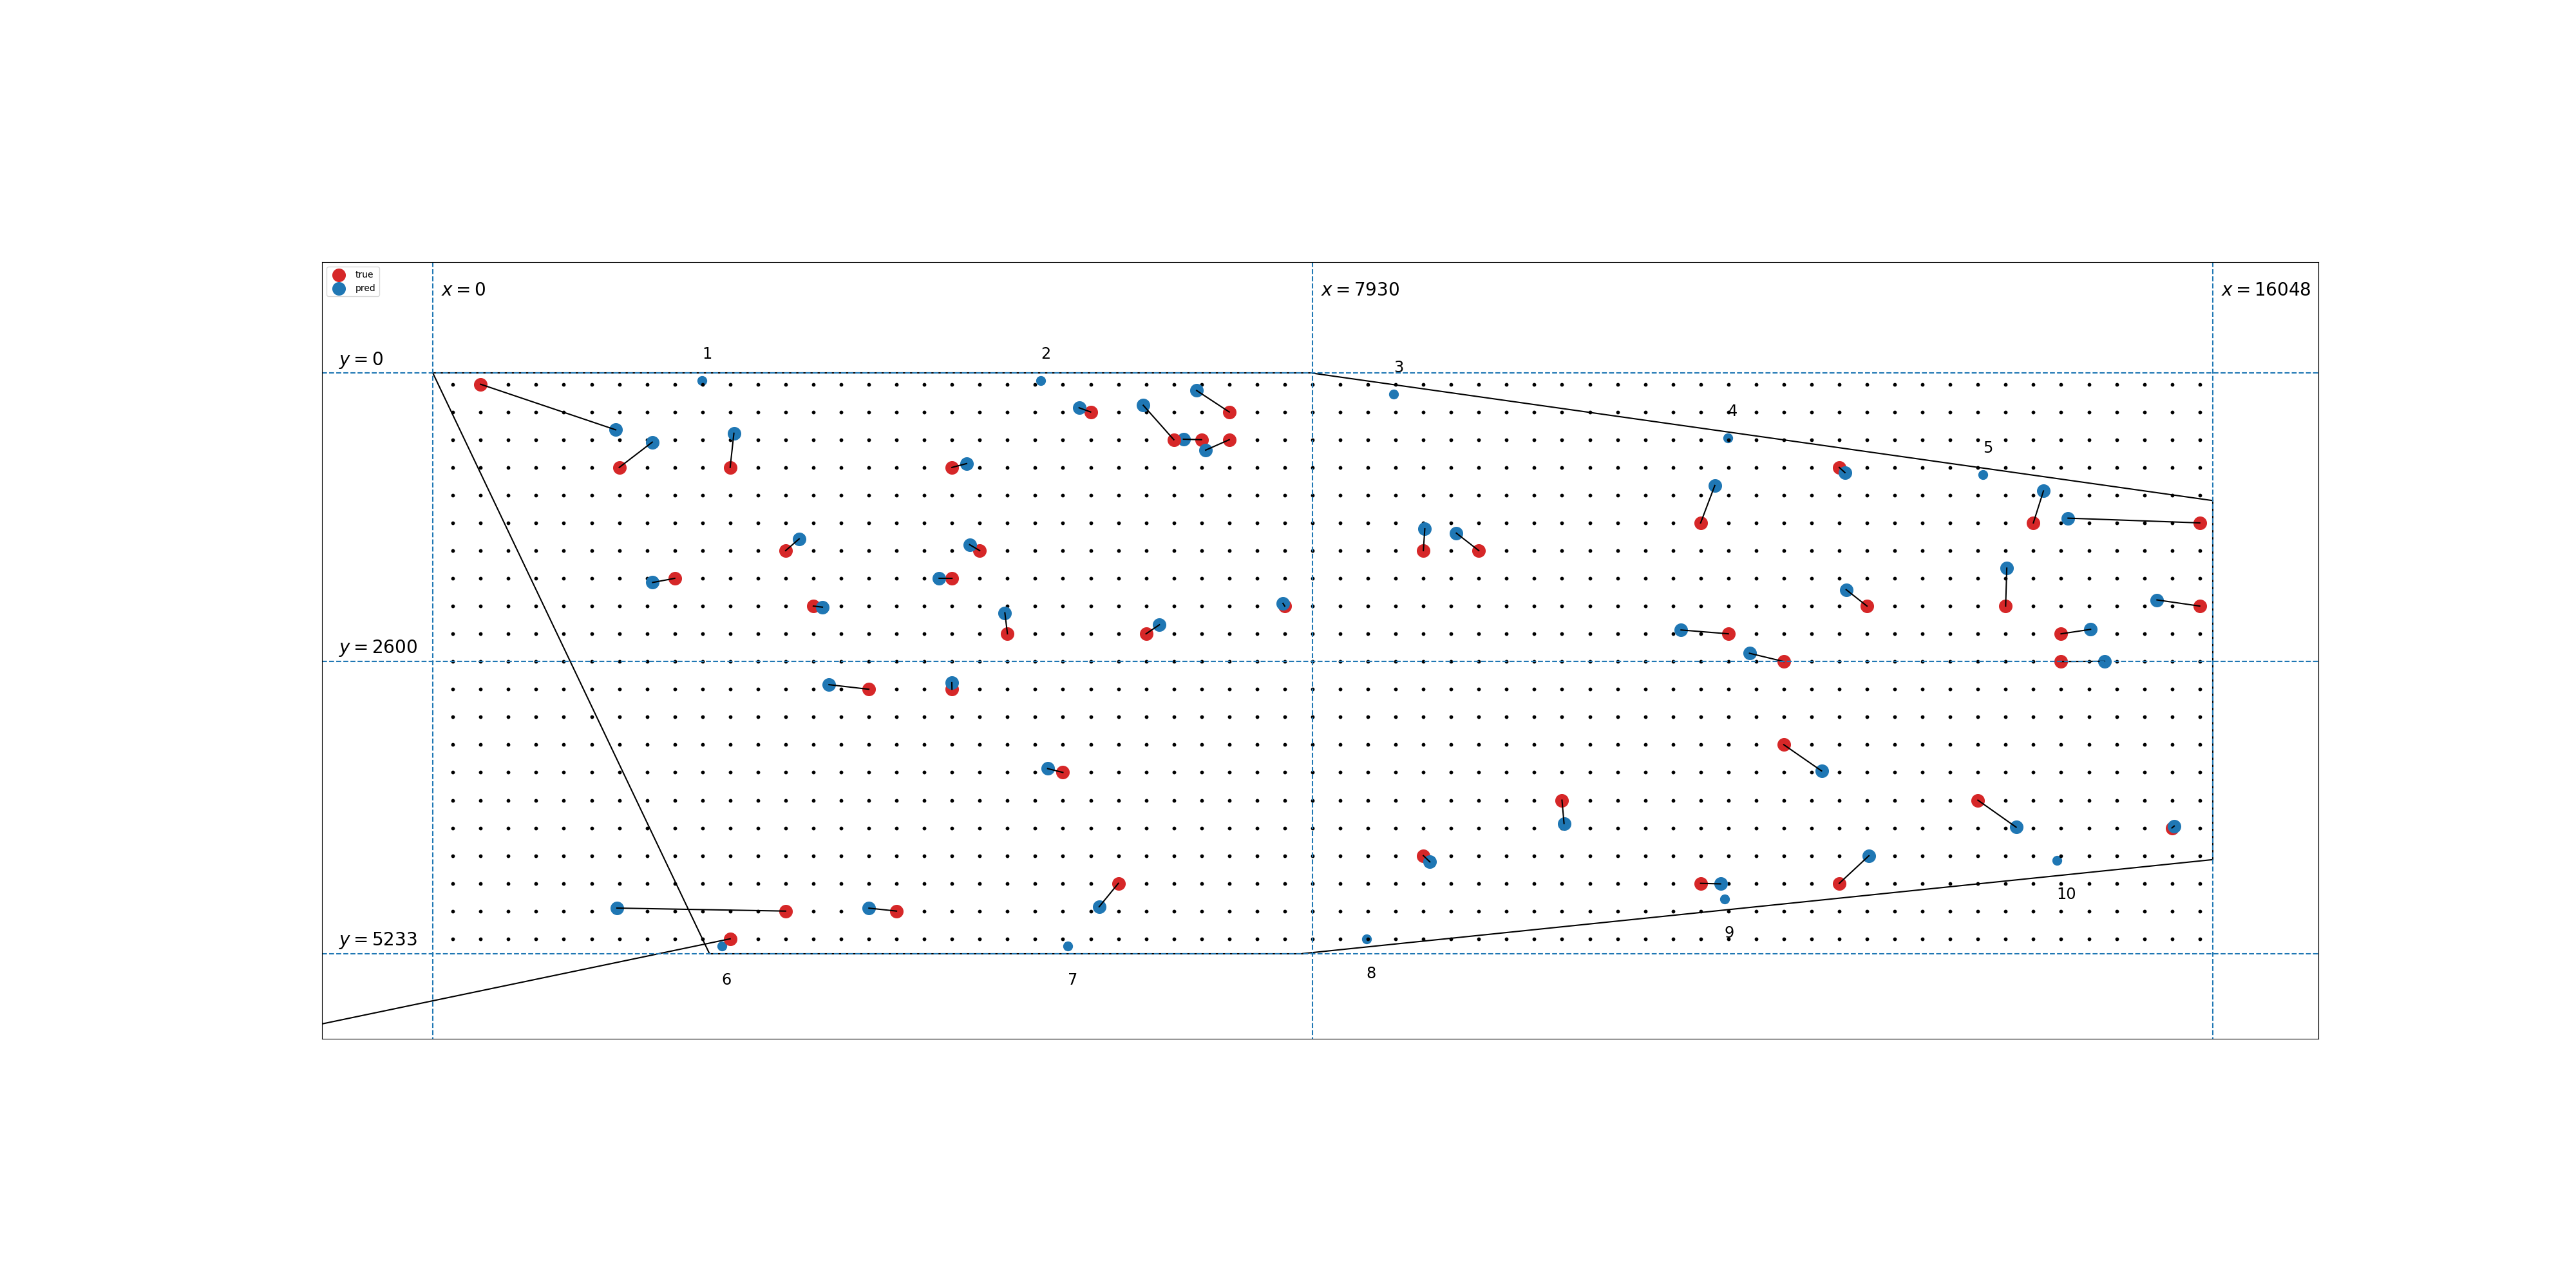 true
pred
x = 0
x = 7930
x = 16048
y = 0
1
2
3
4
5
y = 2600
y = 5233
6
7
8
9
10